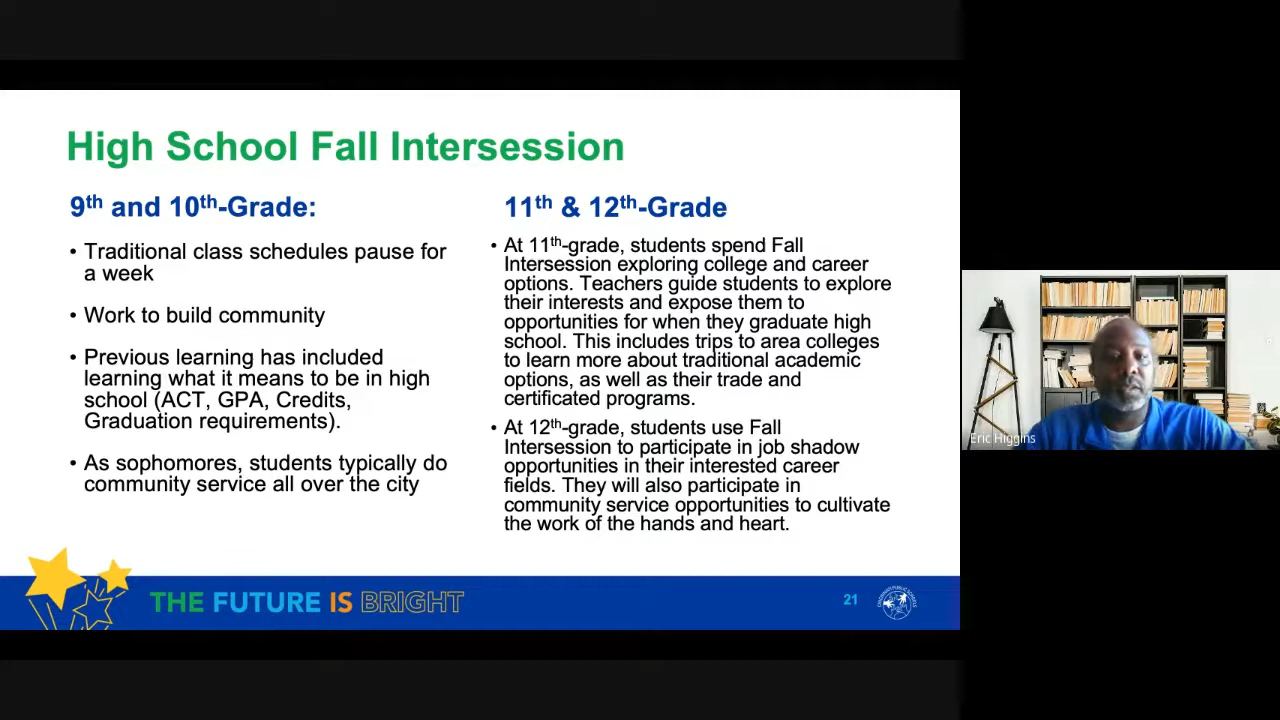 High School Fall Intersession
9th and 10th-Grade:
• Traditional class schedules pause for
a week
• Work to build community
• Previous learning has included
learning what it means to be in high
school (ACT, GPA, Credits,
Graduation requirements).
• As sophomores, students typically do
community service all over the city
11th & 12th-Grade
• At 11th-grade, students spend Fall
Intersession exploring college and career
options. Teachers guide students to explore
their interests and expose them to
opportunities for when they graduate high
school. This includes trips to area colleges
to learn more about traditional academic
options, as well as their trade and
certificated programs.
• At 12th-grade, students use Fall
Intersession to participate in job shadow
opportunities in their interested career
fields. They will also participate in
community service opportunities to cultivate
the work of the hands and heart.
THE FUTURE IS BRIGHT
21
Eric Higgins